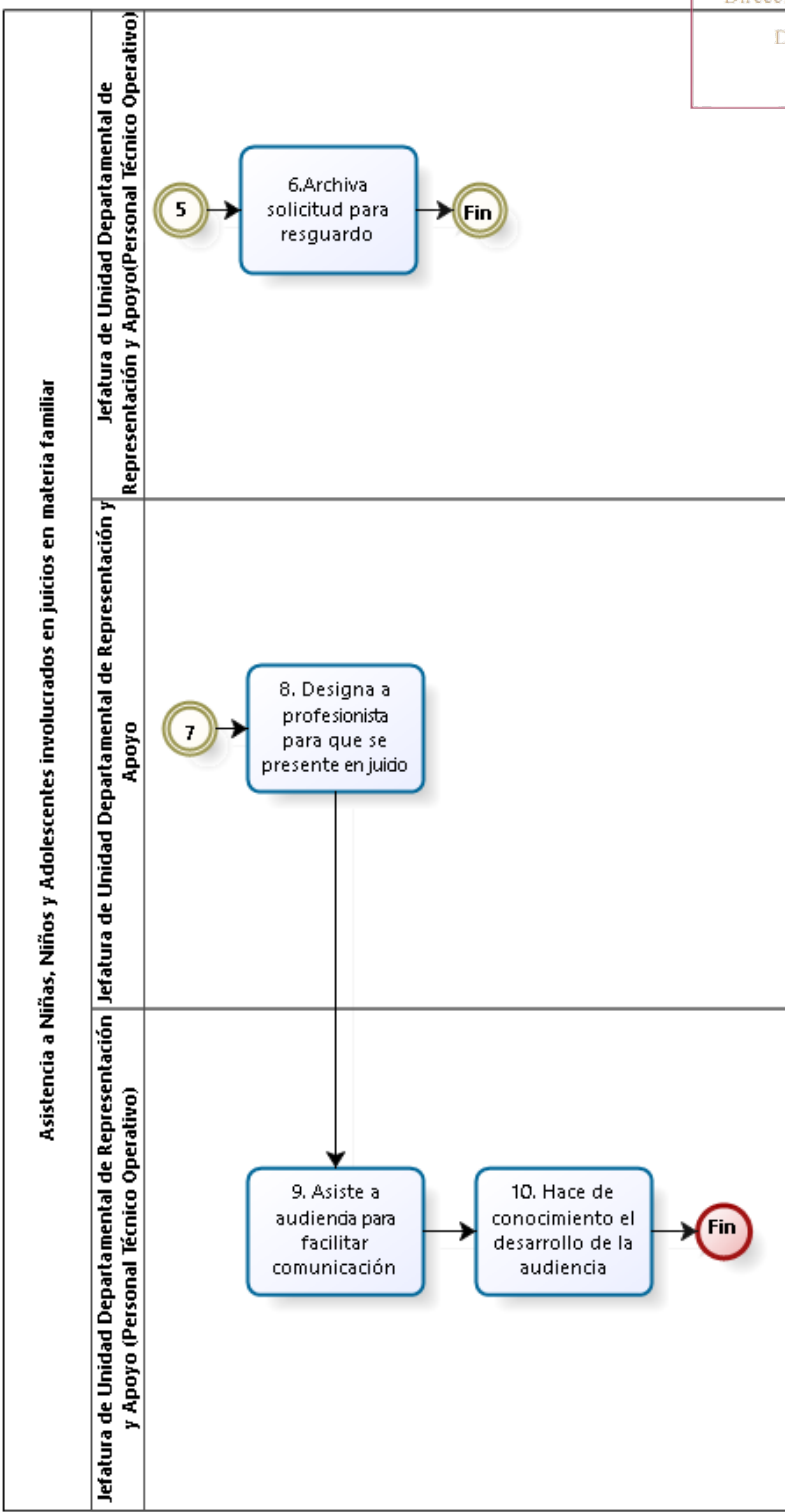 Asistencia a Niñas, Niños y Adolescentes involucrados en juicios en materia familiar
Jefatura de Unidad Departamental de
Representación y Apoyo(Personal Técnico Operativo)
5
6.Archiva
solicitud para
resguardo
Fin
Jefatura de Unidad Departamental de Representación y
Apoyo
7
8. Designa a
profesionista
para que se
presente en juicio
Jefatura de Unidad Departamental de Representación
y Apoyo (Personal Técnico Operativo)
9. Asiste a
audiencia para
facilitar
comunicación
10. Hace de
conocimiento el
desarrollo de la
audiencia
Fin